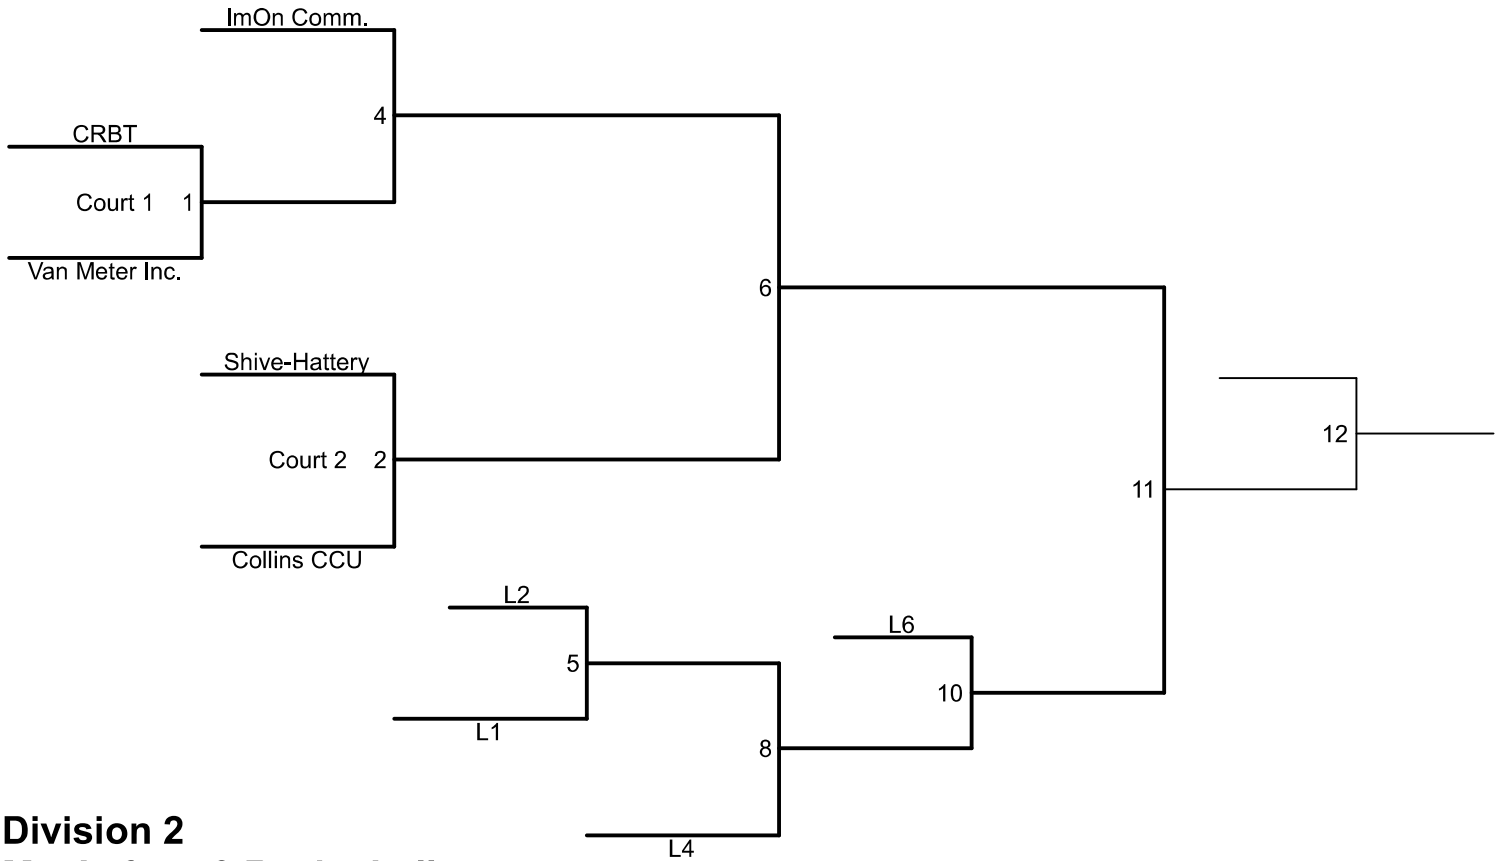 ImOn Comm.
4
CRBT
Court 1 1
Van Meter Inc.
6
Shive-Hattery
12
Court 2 2
11
Collins CCU
L2
L6
5
10
L1
8
Division 2
L4